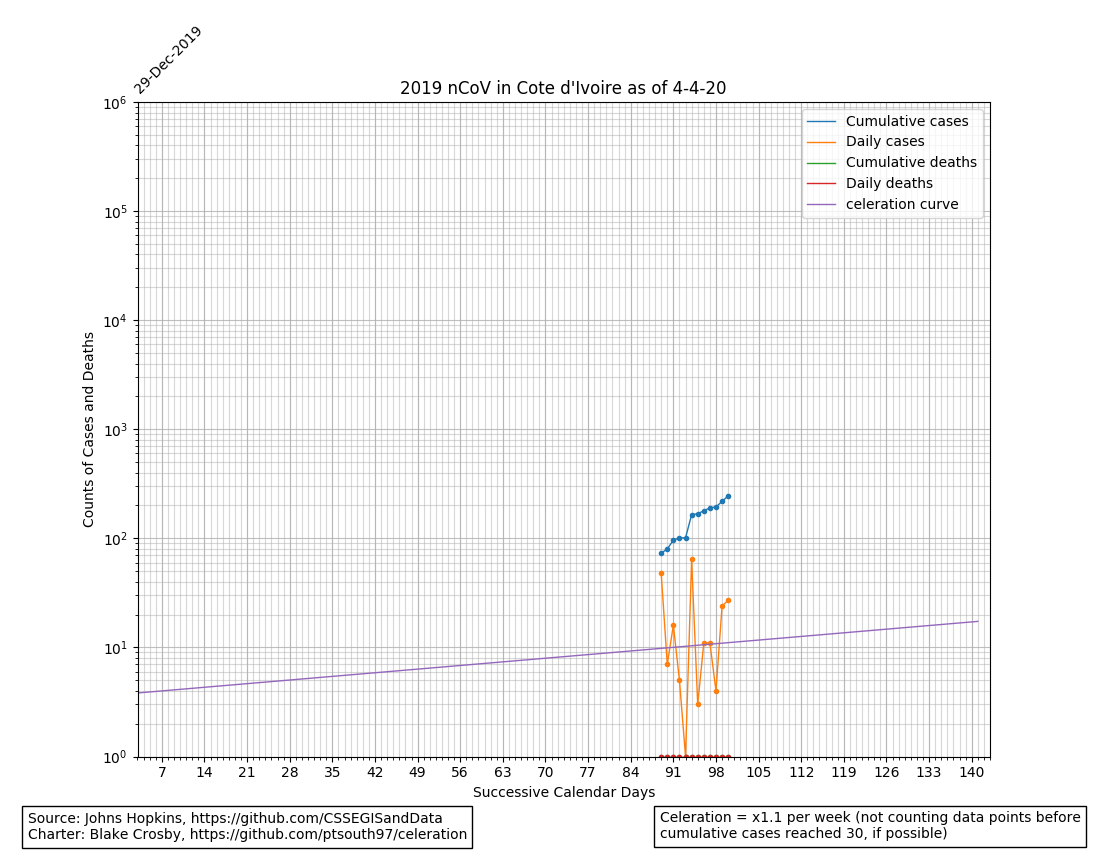 29-Dec-2019
2019 nCoV in Cote d'Ivoire as of 4-4-20
Cumulative cases
Daily cases
Cumulative deaths
Daily deaths
celeration curve
10^6
10^5
10^4
10^3
10^2
10^1
10^0
Counts of Cases and Deaths
7 14 21 28 35 42 49 56 63 70 77 84 91 98 105 112 119 126 133 140
Successive Calendar Days
Source: Johns Hopkins, https://github.com/CSSEGISandData
Charter: Blake Crosby, https://github.com/ptsouth97/celeration
Celeration = x1.1 per week (not counting data points before
cumulative cases reached 30, if possible)